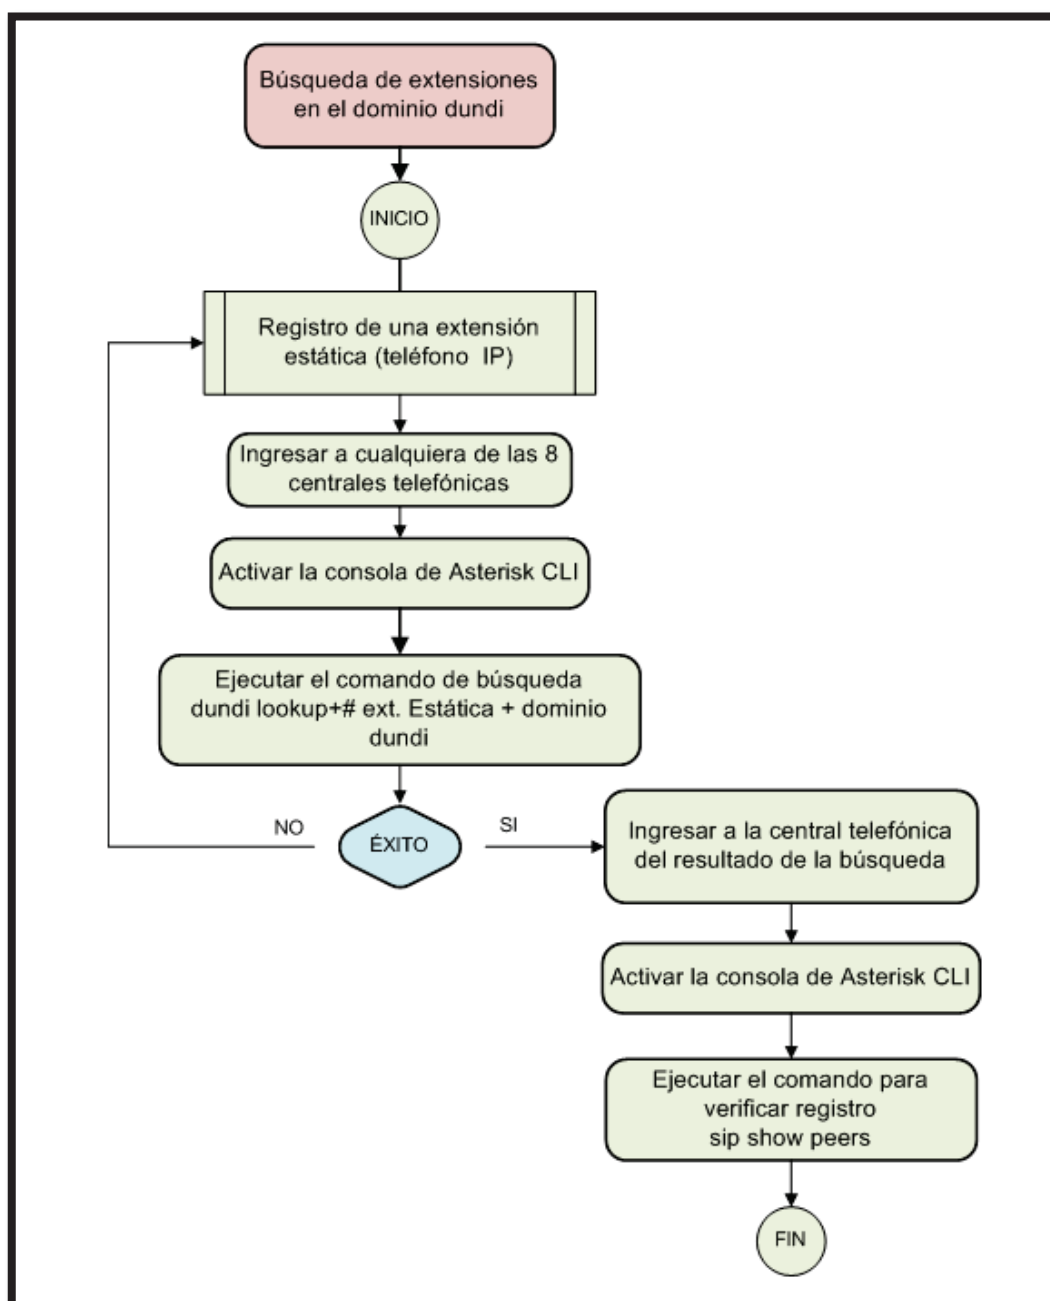 Búsqueda de extensiones
en el dominio dundi
INICIO
Registro de una extensión
estática (teléfono IP)
Ingresar a cualquiera de las 8
centrales telefónicas
Activar la consola de Asterisk CLI
Ejecutar el comando de búsqueda
dundi lookup+# ext. Estática + dominio
dundi
NO
ÉXITO
SI
Ingresar a la central telefónica
del resultado de la búsqueda
Activar la consola de Asterisk CLI
Ejecutar el comando para
verificar registro
sip show peers
FIN